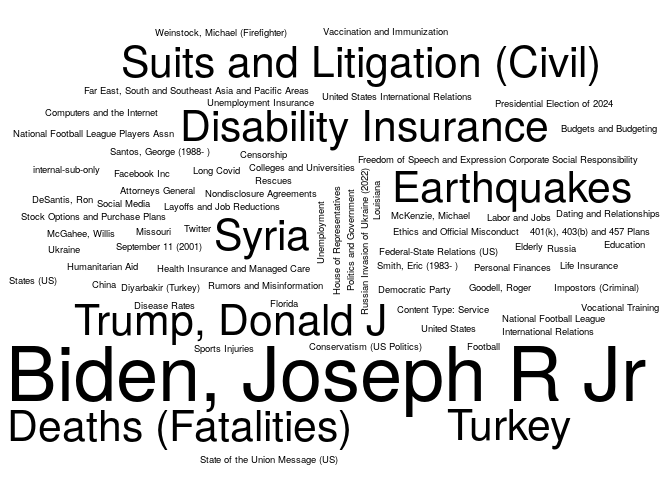 Weinstock, Michael (Firefighter)
Vaccination and Immunization
Suits and Litigation (Civil)
Far East, South and Southeast Asia and Pacific Areas
United States International Relations
Unemployment Insurance
Presidential Election of 2024
Computers and the Internet
National Football League Players Assn
Disability Insurance
Budgets and Budgeting
Santos, George (1988- )
Censorship
Freedom of Speech and Expression
Corporate Social Responsibility
internal-sub-only
Facebook Inc
Long Covid
Colleges and Universities
Rescues
Earthquakes
Attorneys General
Nondisclosure Agreements
DeSantis, Ron
Social Media
Layoffs and Job Reductions
Stock Options and Purchase Plans
McGahee, Willis
Missouri
Twitter
Syria
Unemployment
House of Representatives
Politics and Government
Russian Invasion of Ukraine (2022)
Louisiana
McKenzie, Michael
Labor and Jobs
Dating and Relationships
Ethics and Official Misconduct
401(k), 403(b) and 457 Plans
Ukraine
September 11 (2001)
Federal-State Relations (US)
Elderly
Russia
Education
Humanitarian Aid
Health Insurance and Managed Care
Smith, Eric (1983- )
Personal Finances
Life Insurance
States (US)
China
Diyarbakir (Turkey)
Rumors and Misinformation
Democratic Party
Goodell, Roger
Impostors (Criminal)
Disease Rates
Florida
Trump, Donald J
Content Type: Service
Vocational Training
National Football League
United States
International Relations
Sports Injuries
Conservatism (US Politics)
Football
Biden, Joseph R Jr
Deaths (Fatalities)
Turkey
State of the Union Message (US)